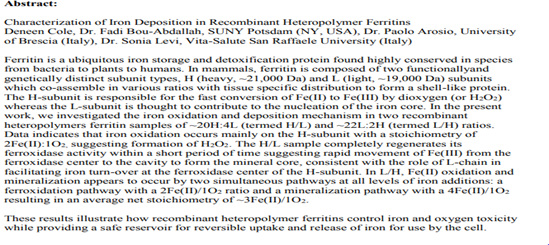 Abstract:
Characterization of Iron Deposition in Recombinant Heteropolymer Ferritins
Deneen Cole, Dr. Fadi Bou-Abdallah, SUNY Potsdam (NY, USA), Dr. Paolo Arosio, University
of Brescia (Italy), Dr. Sonia Levi, Vita-Salute San Raffaele University (Italy)
Ferritin is a ubiquitous iron storage and detoxification protein found highly conserved in species
from bacteria to plants to humans. In mammals, ferritin is composed of two functionallyand
genetically distinct subunit types, H (heavy, ~21,000 Da) and L (light, ~19,000 Da) subunits
which co-assemble in various ratios with tissue specific distribution to form a shell-like protein.
The H-subunit is responsible for the fast conversion of Fe(II) to Fe(III) by dioxygen (or H2O2)
whereas the L-subunit is thought to contribute to the nucleation of the iron core. In the present
work, we investigated the iron oxidation and deposition mechanism in two recombinant
heteropolymers ferritin samples of ~20H:4L (termed H/L) and ~22L:2H (termed L/H) ratios.
Data indicates that iron oxidation occurs mainly on the H-subunit with a stoichiometry of
2Fe(II):1O2, suggesting formation of H2O2. The H/L sample completely regenerates its
ferroxidase activity within a short period of time suggesting rapid movement of Fe(III) from the
ferroxidase center to the cavity to form the mineral core, consistent with the role of L-chain in
facilitating iron turn-over at the ferroxidase center of the H-subunit. In L/H, Fe(II) oxidation and
mineralization appears to occur by two simultaneous pathways at all levels of iron additions: a
ferroxidation pathway with a 2Fe(II)/1O2 ratio and a mineralization pathway with a 4Fe(II)/1O2
resulting in an average net stoichiometry of ~3Fe(II)/1O2.
These results illustrate how recombinant heteropolymer ferritins control iron and oxygen toxicity
while providing a safe reservoir for reversible uptake and release of iron for use by the cell.